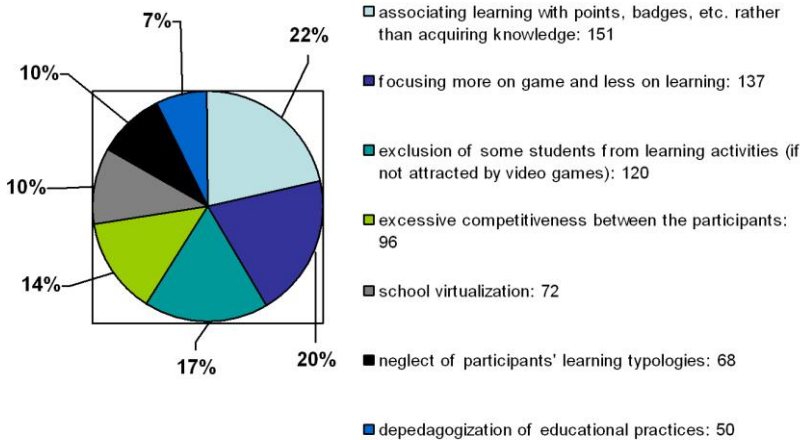 7%
22%
10%
10%
14%
17%
20%
associating learning with points, badges, etc. rather
than acquiring knowledge: 151
focusing more on game and less on learning: 137
exclusion of some students from learning activities (if
not attracted by video games): 120
excessive competitiveness between the participants:
96
school virtualization: 72
neglect of participants' learning typologies: 68
depedagogization of educational practices: 50